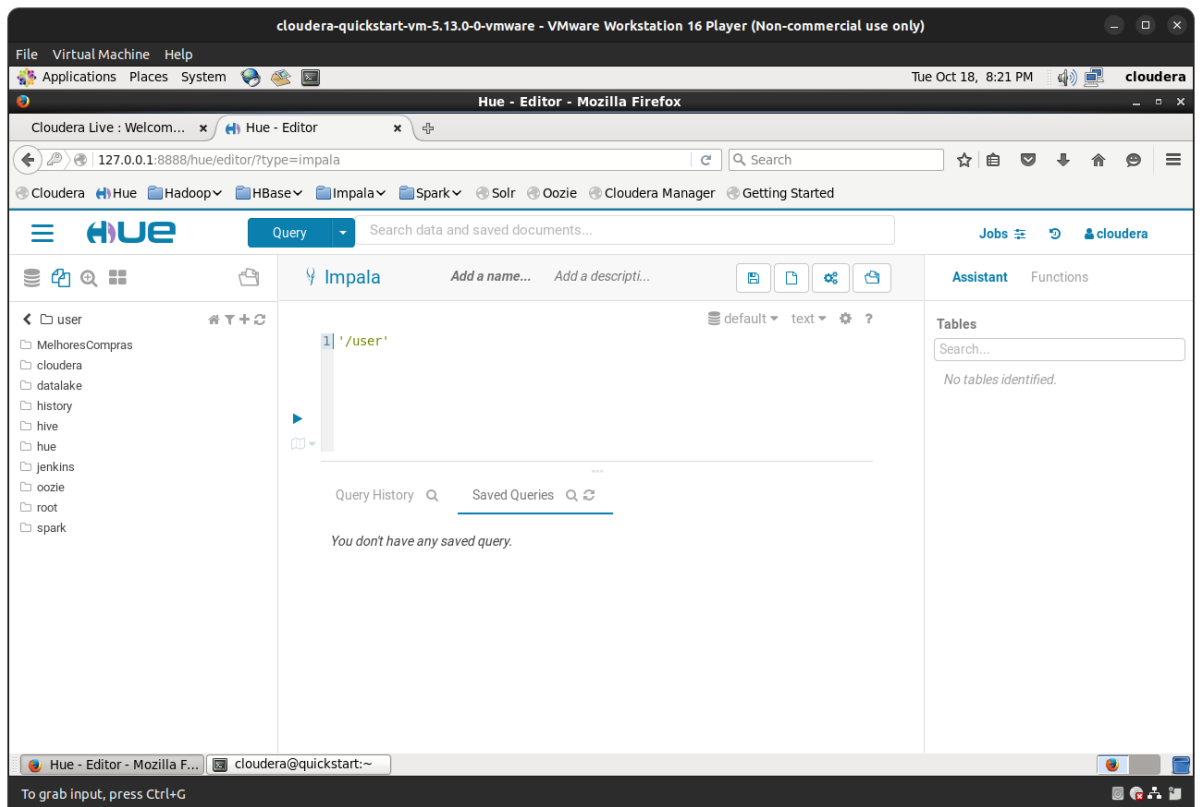 cloudera-quickstart-vm-5.13.0-0-vmware - VMware Workstation 16 Player (Non-commercial use only)
File Virtual Machine Help
Applications Places System Tue Oct 18, 8:21 PM cloudera
Hue - Editor - Mozilla Firefox
Cloudera Live : Welcom... Hue - Editor
127.0.0.1:8888/hue/editor/?type=impala Search
Cloudera Hue Hadoop HBase Impala Spark Solr Oozie Cloudera Manager Getting Started
HUE Query Search data and saved documents... Jobs cloudera
Impala Add a name... Add a descripti... Assistant Functions
user default text ?
Tables
1 '/user'
MelhoresCompras
Search...
cloudera
datalake
No tables identified.
history
hive
hue
jenkins
oozie
Query History Saved Queries
root
spark
You don't have any saved query.
Hue - Editor - Mozilla F... cloudera@quickstart:~
To grab input, press Ctrl+G